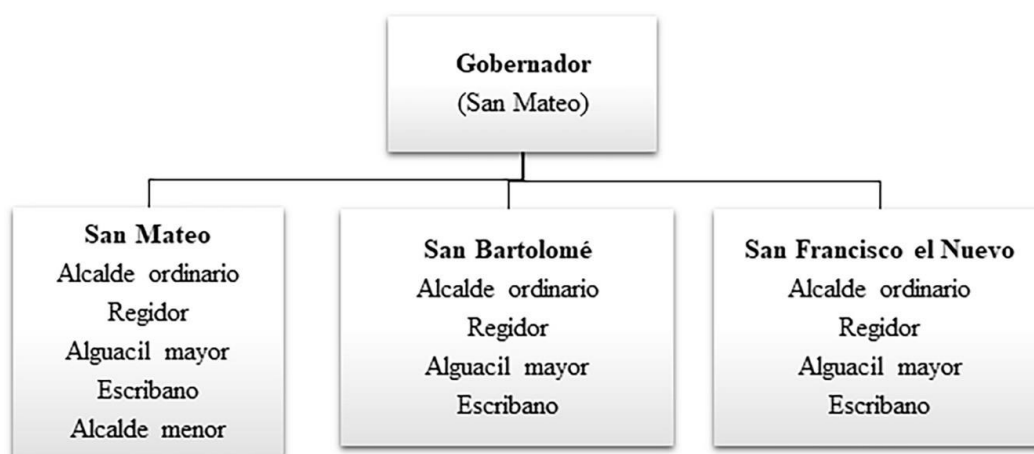 Gobernador
(San Mateo)
San Mateo
Alcalde ordinario
Regidor
Alguacil mayor
Escribano
Alcalde menor
San Bartolomé
Alcalde ordinario
Regidor
Alguacil mayor
Escribano
San Francisco el Nuevo
Alcalde ordinario
Regidor
Alguacil mayor
Escribano